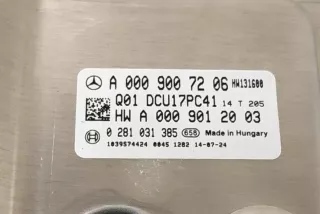 A 000 900 72 06 HW131600
Q01 DCU17PC41 14 T 205
HW A 000 901 20 03
0 281 031 385 658 Made in Hungary
1039S74424 0045 1282 14-07-24